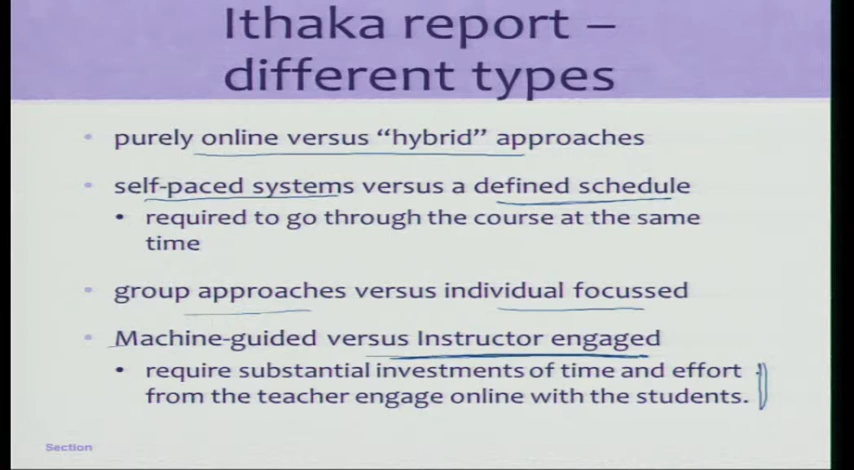 Ithaka report –
different types
• purely online versus “hybrid” approaches
• self-paced systems versus a defined schedule
• required to go through the course at the same
time
• group approaches versus individual focussed
• Machine-guided versus Instructor engaged
• require substantial investments of time and effort
from the teacher engage online with the students.
Section